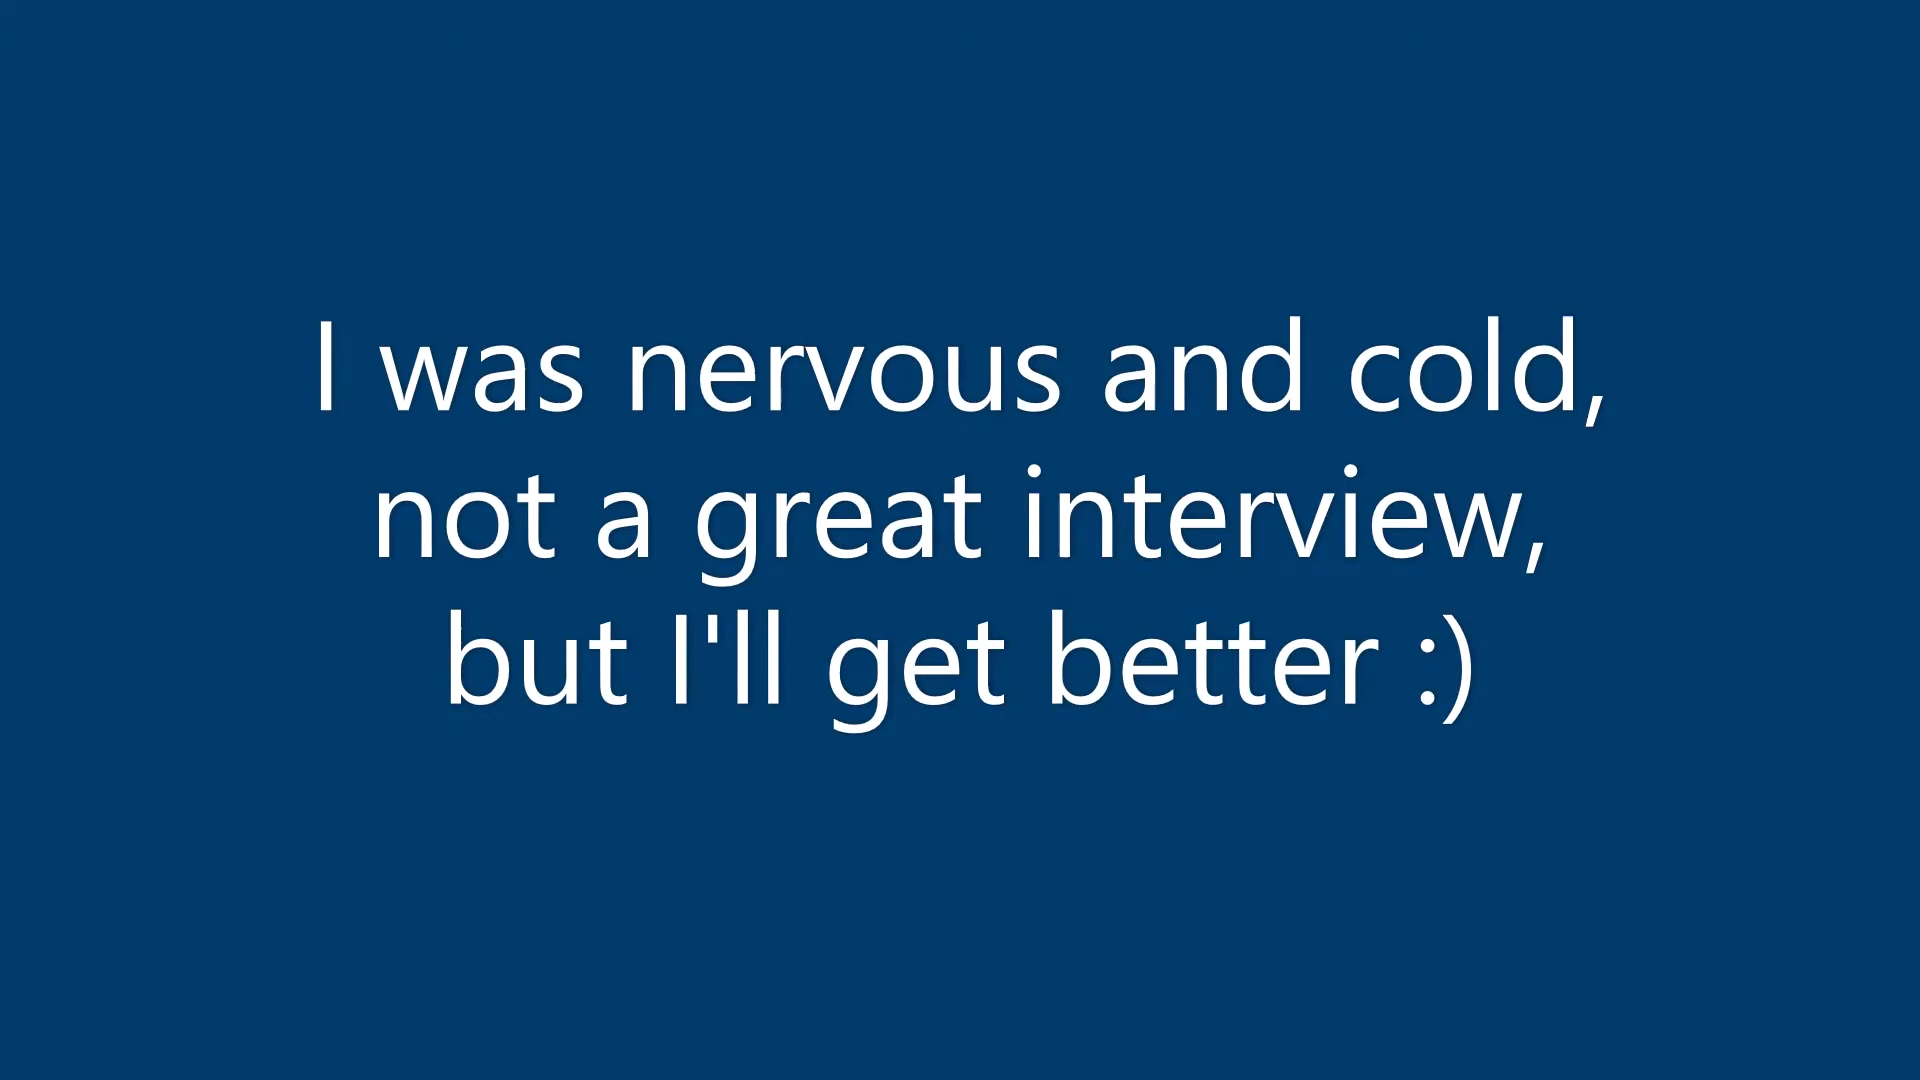 I was nervous and cold,
not a great interview,
but I'll get better :)